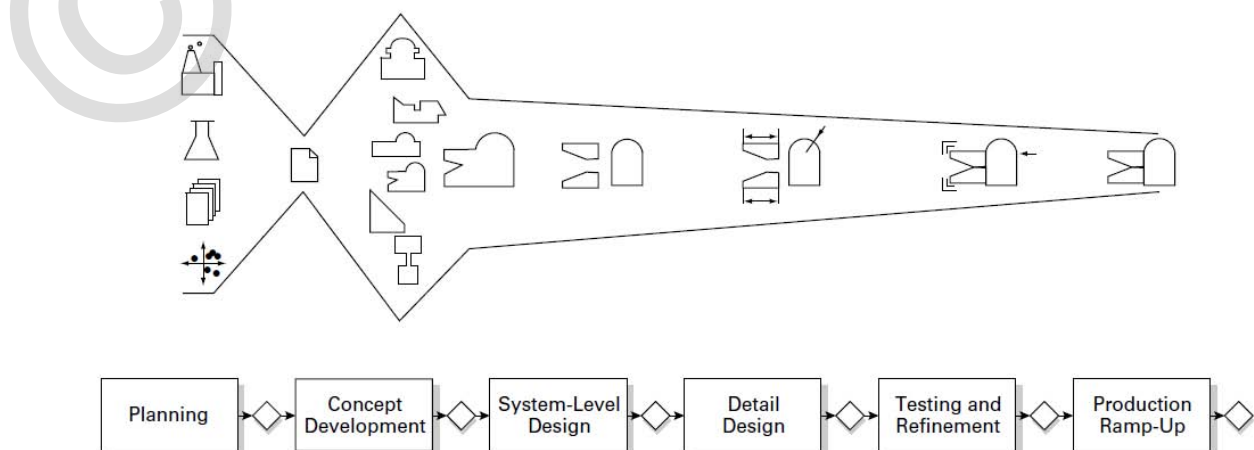 Planning
Concept
Development
System-Level
Design
Detail
Design
Testing and
Refinement
Production
Ramp-Up